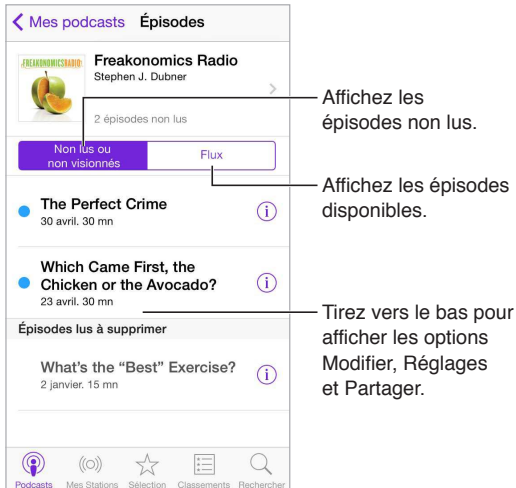 Mes podcasts Épisodes
FREAKONOMICSRADIO
Freakonomics Radio
Stephen J. Dubner
2 épisodes non lus
Non lus ou
non visionnés
Flux
The Perfect Crime
30 avril. 30 mn
Which Came First, the
Chicken or the Avocado?
23 avril. 30 mn
Épisodes lus à supprimer
What's the “Best” Exercise?
2 janvier. 15 mn
Podcasts Mes Stations Sélection Classements Rechercher
Affichez les
épisodes non lus.
Affichez les épisodes
disponibles.
Tirez vers le bas pour
afficher les options
Modifier, Réglages
et Partager.